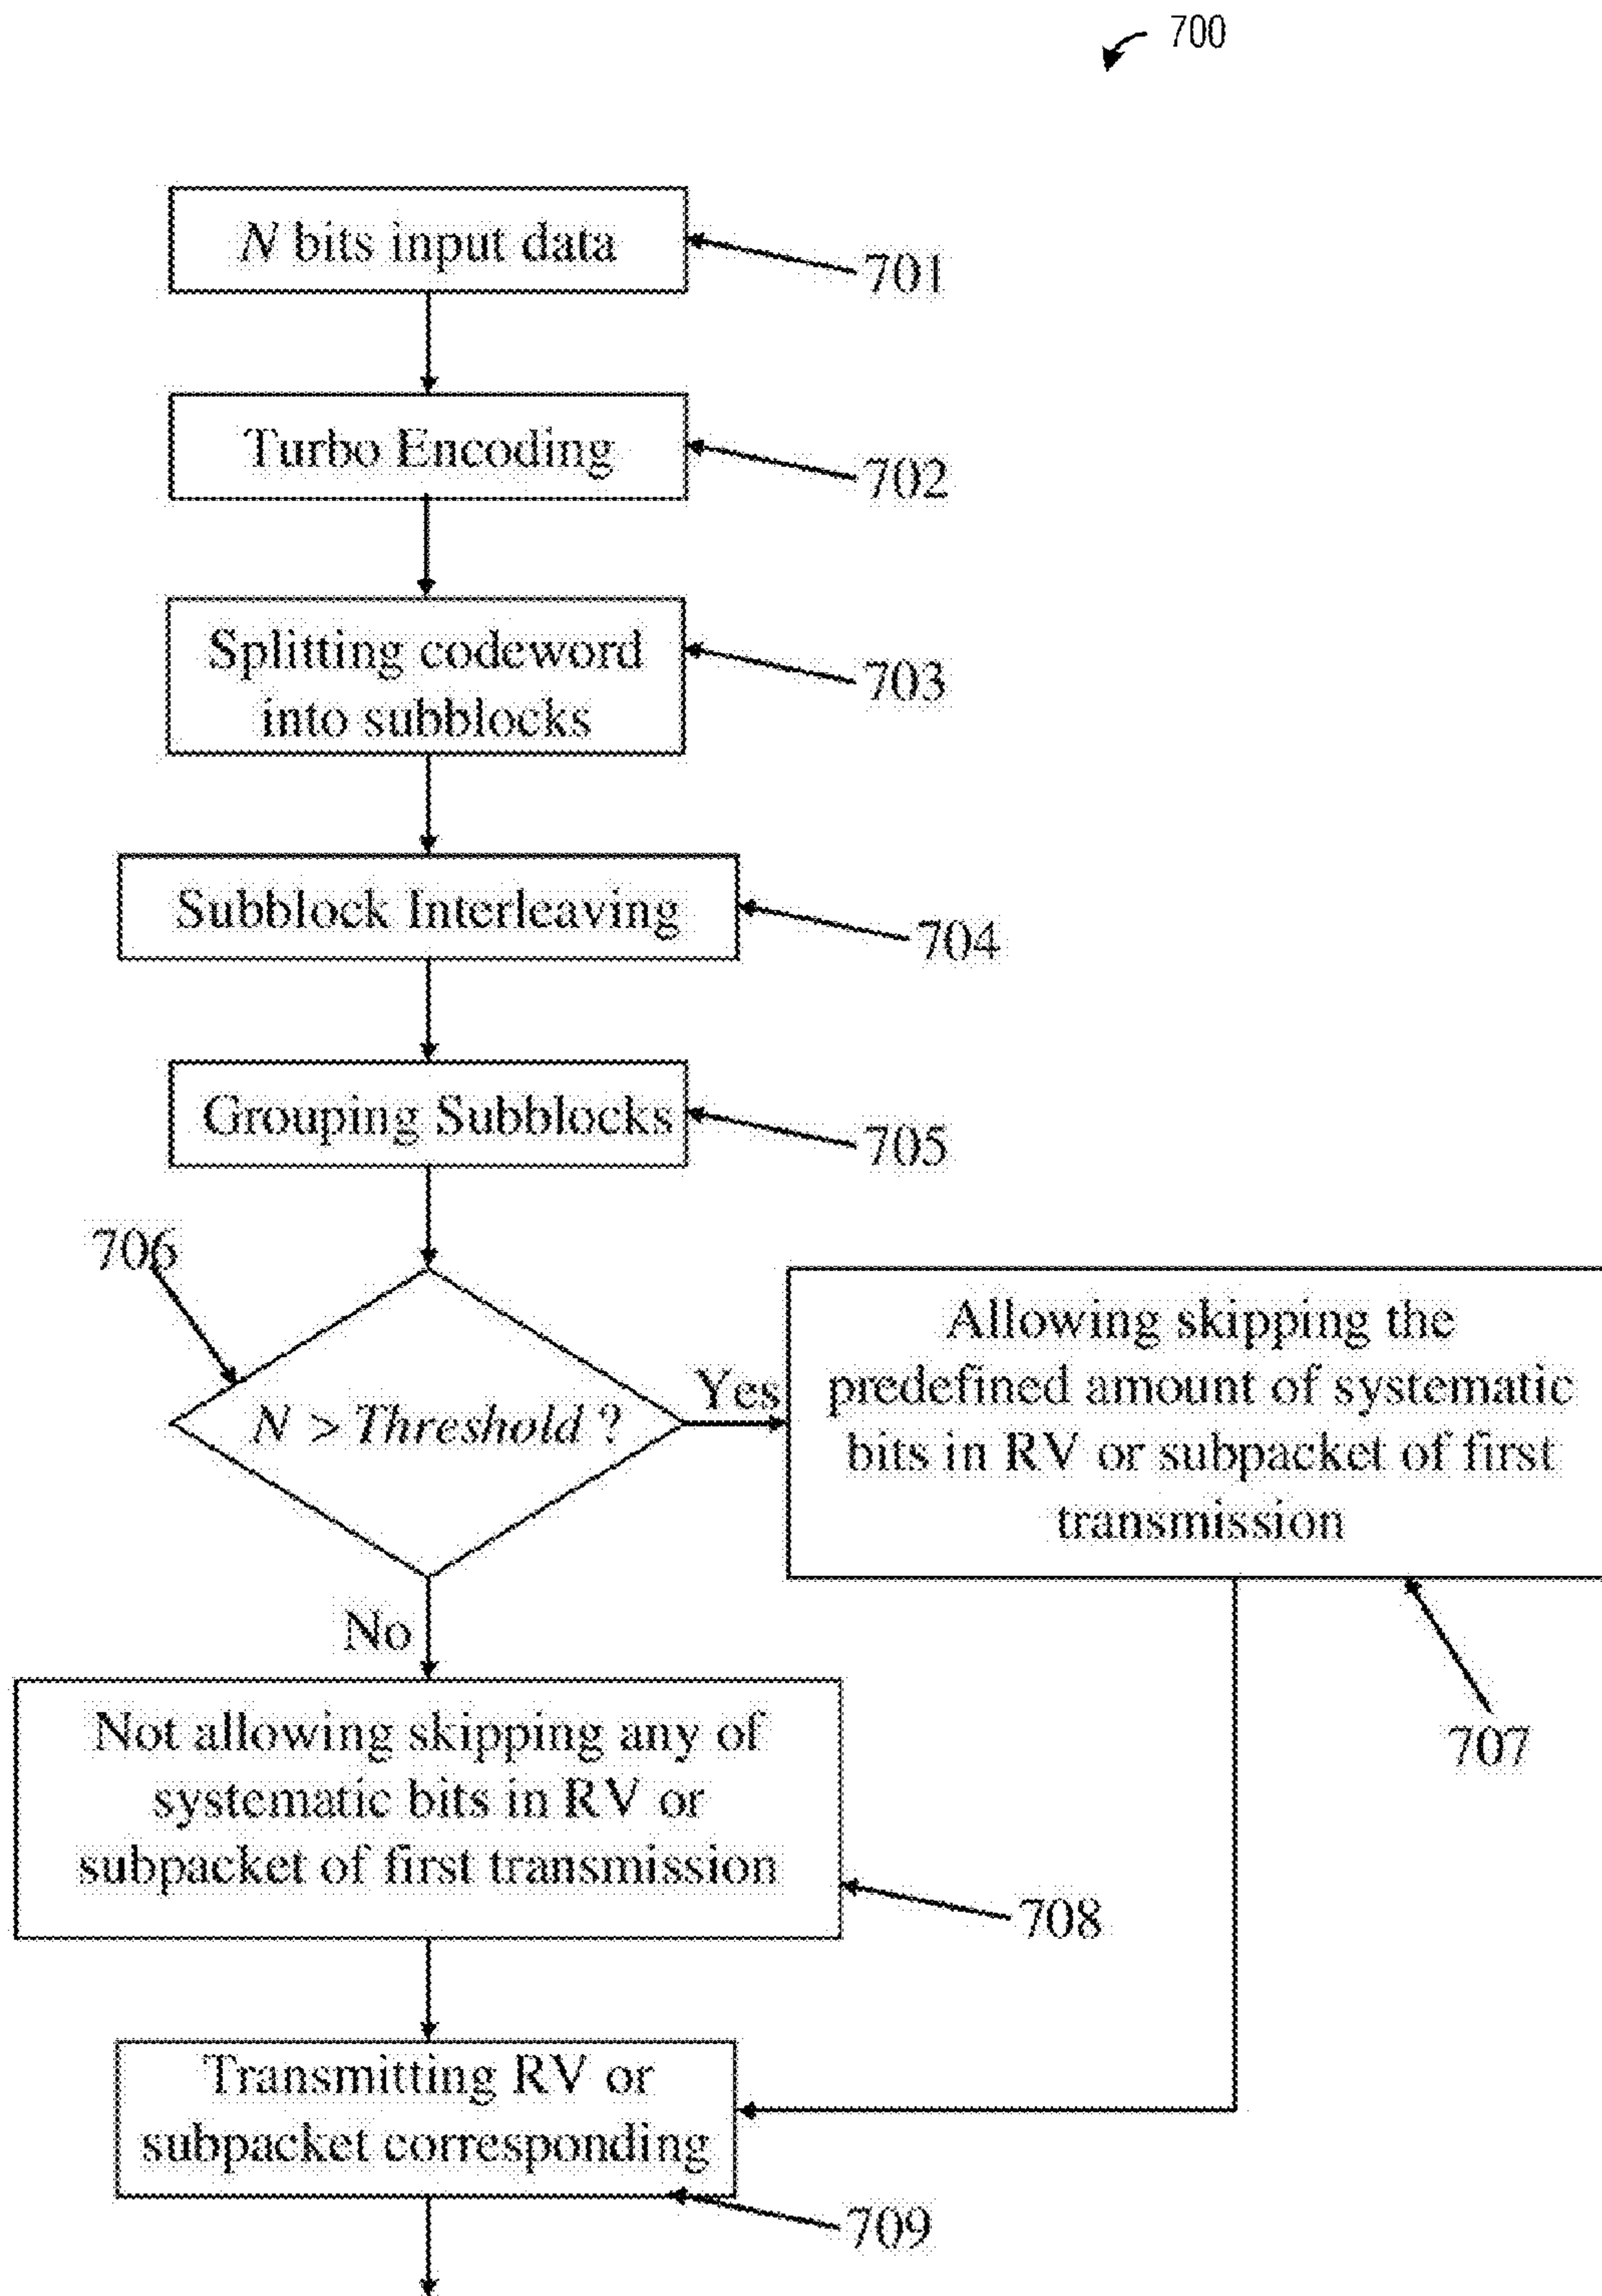 700
N bits input data
701
Turbo Encoding
702
Splitting codeword
into subblocks
703
Subblock Interleaving
704
Grouping Subblocks
705
706
N > Threshold ?
Yes
Allowing skipping the
predefined amount of systematic
bits in RV or subpacket of first
transmission
707
No
Not allowing skipping any of
systematic bits in RV or
subpacket of first transmission
708
Transmitting RV or
subpacket corresponding
709